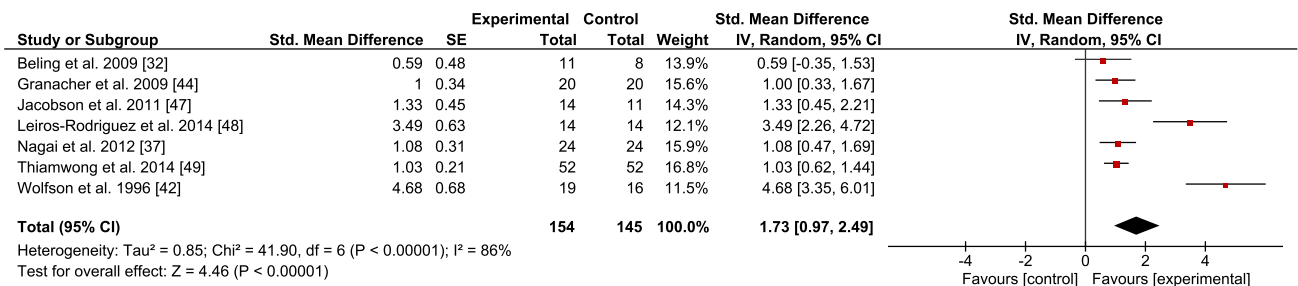 Experimental Control Std. Mean Difference Std. Mean Difference
Study or Subgroup Std. Mean Difference SE Total Total Weight IV, Random, 95% CI IV, Random, 95% CI
Beling et al. 2009 [32] 0.59 0.48 11 8 13.9% 0.59 [-0.35, 1.53]
Granacher et al. 2009 [44] 1 0.34 20 20 15.6% 1.00 [0.33, 1.67]
Jacobson et al. 2011 [47] 1.33 0.45 14 11 14.3% 1.33 [0.45, 2.21]
Leiros-Rodriguez et al. 2014 [48] 3.49 0.63 14 14 12.1% 3.49 [2.26, 4.72]
Nagai et al. 2012 [37] 1.08 0.31 24 24 15.9% 1.08 [0.47, 1.69]
Thiamwong et al. 2014 [49] 1.03 0.21 52 52 16.8% 1.03 [0.62, 1.44]
Wolfson et al. 1996 [42] 4.68 0.68 19 16 11.5% 4.68 [3.35, 6.01]
Total (95% CI) 154 145 100.0% 1.73 [0.97, 2.49]
Heterogeneity: Tau² = 0.85; Chi² = 41.90, df = 6 (P < 0.00001); I² = 86%
Test for overall effect: Z = 4.46 (P < 0.00001)
-4 -2 0 2 4
Favours [control] Favours [experimental]